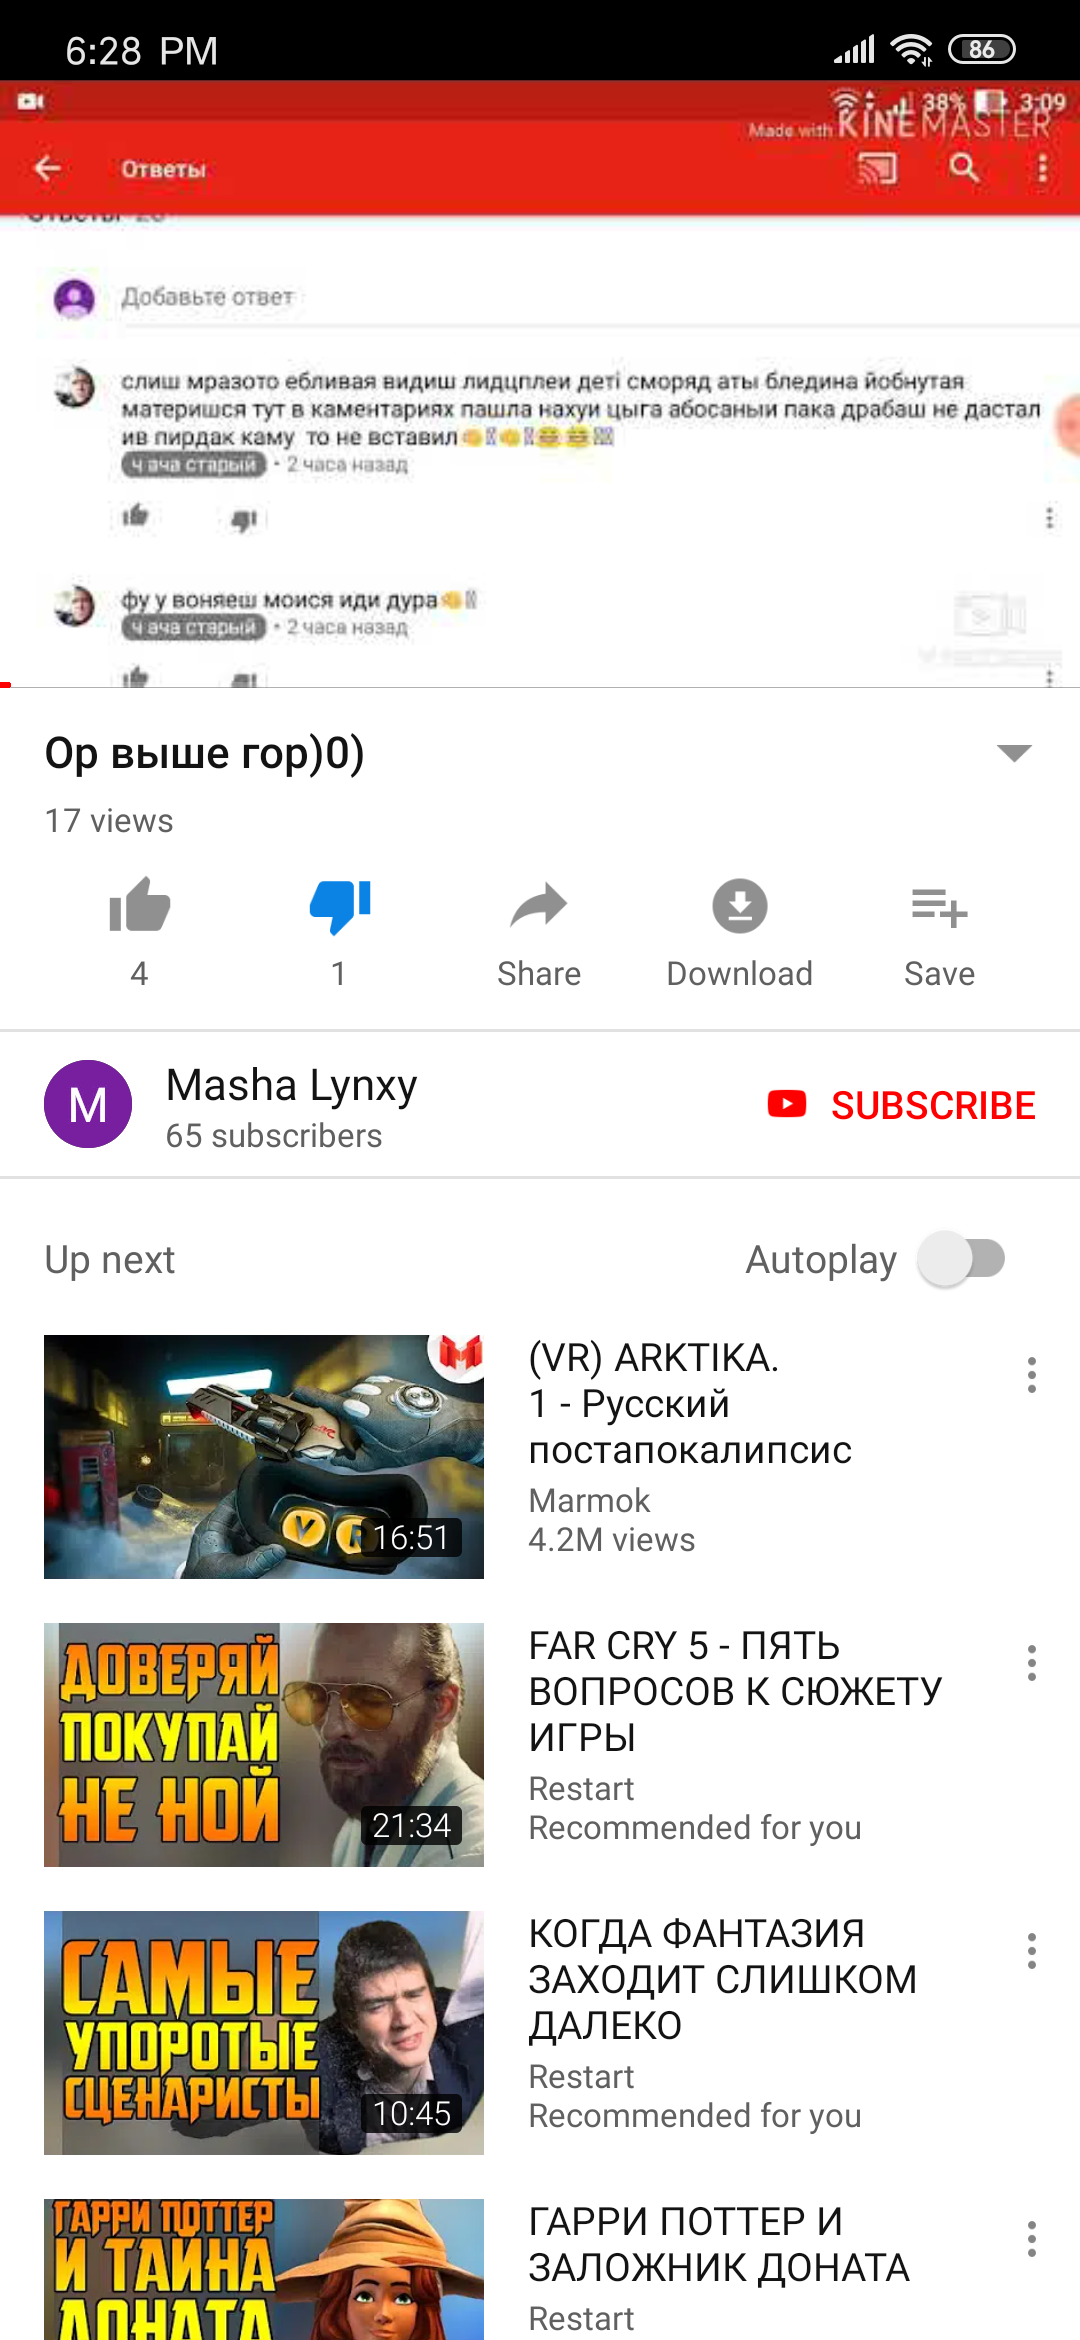 6:28 PM
86
38% 3:09
Made with KINEMASTER
Ответы
Добавьте ответ
слиш мразото ебливая видиш лидцплеи деті сморяд аты бледина йобнутая
материшся тут в каментариях пашла нахуи цыга абосаныи пака драбаш не дастал
ив пирдак каму то не вставил
ч ача старый • 2 часа назад
фу у воняеш моися иди дура
ч ача старый • 2 часа назад
Ор выше гор)0)
17 views
4
1
Share
Download
Save
M
Masha Lynxy
65 subscribers
SUBSCRIBE
Up next
Autoplay
(VR) ARKTIKA.
1 - Русский
постапокалипсис
Marmok
4.2M views
V R
16:51
ДОВЕРЯЙ
ПОКУПАЙ
НЕ НОЙ
21:34
FAR CRY 5 - ПЯТЬ
ВОПРОСОВ К СЮЖЕТУ
ИГРЫ
Restart
Recommended for you
САМЫЕ
УПОРОТЫЕ
СЦЕНАРИСТЫ
10:45
КОГДА ФАНТАЗИЯ
ЗАХОДИТ СЛИШКОМ
ДАЛЕКО
Restart
Recommended for you
ГАРРИ ПОТТЕР
И ТАЙНА
ДОНАТА
ГАРРИ ПОТТЕР И
ЗАЛОЖНИК ДОНАТА
Restart